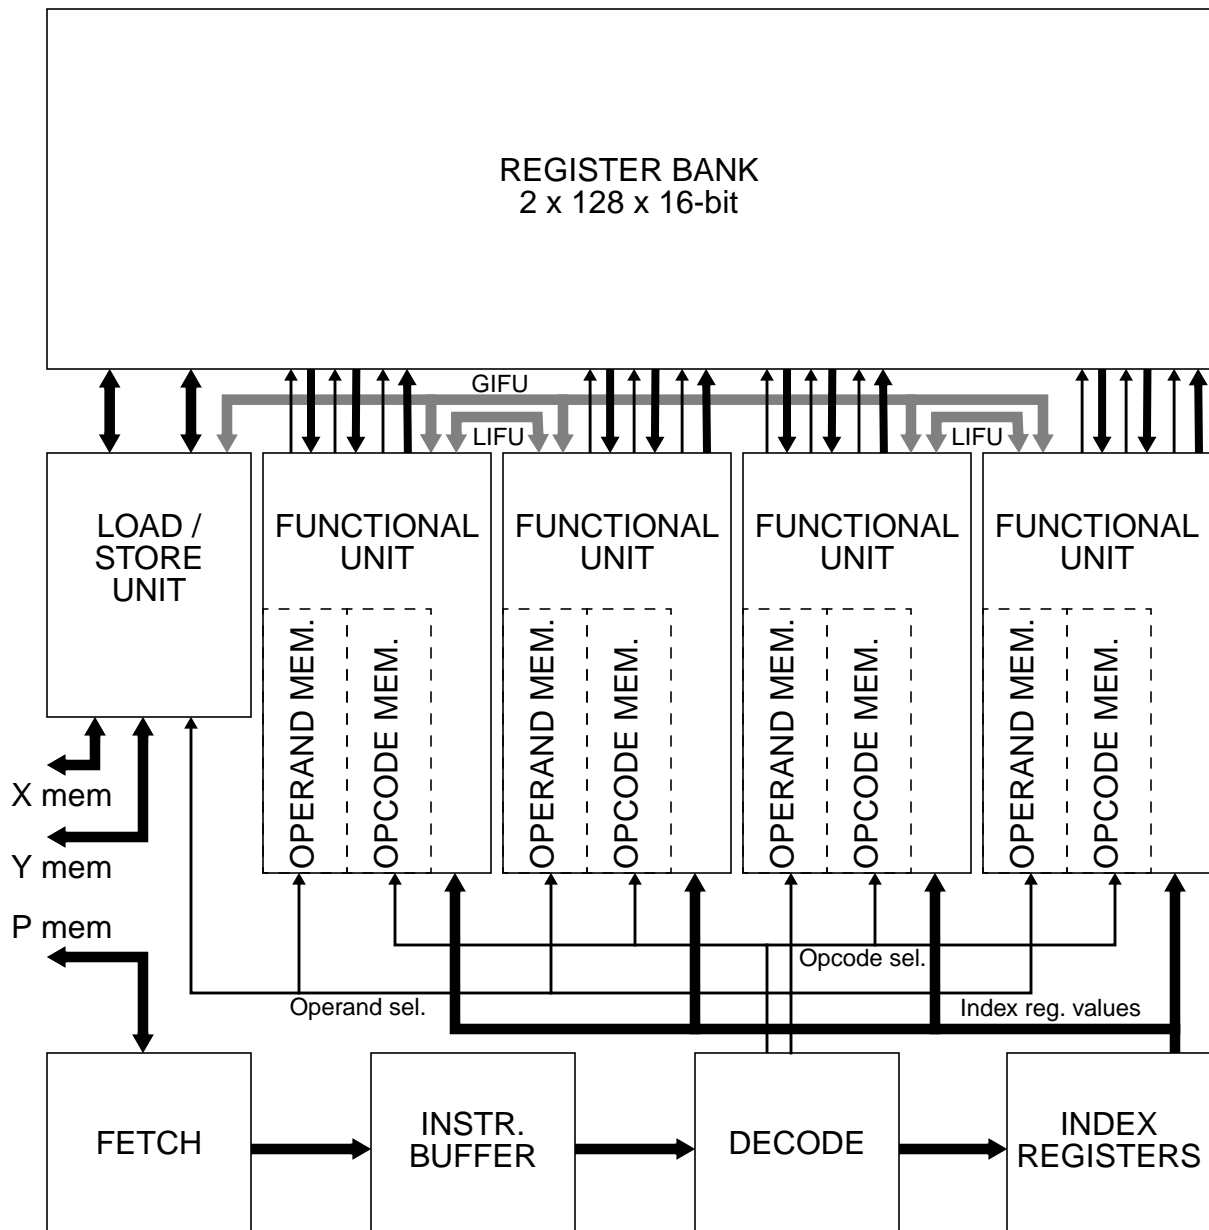 REGISTER BANK
2 x 128 x 16-bit
GIFU
LIFU
LIFU
LOAD /
STORE
UNIT
FUNCTIONAL
UNIT
FUNCTIONAL
UNIT
FUNCTIONAL
UNIT
FUNCTIONAL
UNIT
OPERAND MEM.
OPCODE MEM.
OPERAND MEM.
OPCODE MEM.
OPERAND MEM.
OPCODE MEM.
OPERAND MEM.
OPCODE MEM.
X mem
Y mem
P mem
Opcode sel.
Operand sel.
Index reg. values
FETCH
INSTR.
BUFFER
DECODE
INDEX
REGISTERS